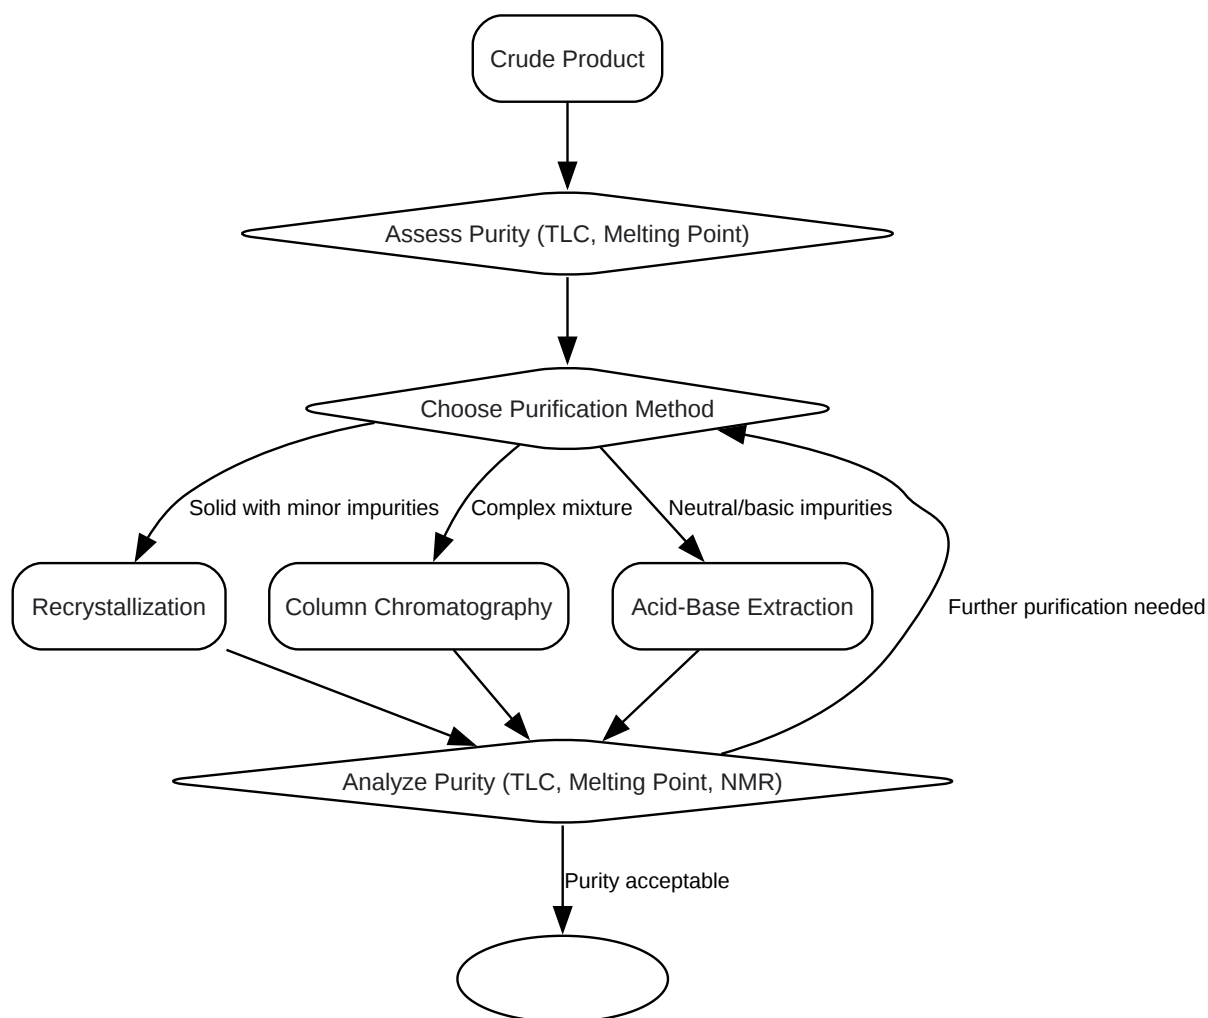 Crude Product
Assess Purity (TLC, Melting Point)
Choose Purification Method
Solid with minor impurities
Complex mixture
Neutral/basic impurities
Recrystallization
Column Chromatography
Acid-Base Extraction
Further purification needed
Analyze Purity (TLC, Melting Point, NMR)
Purity acceptable